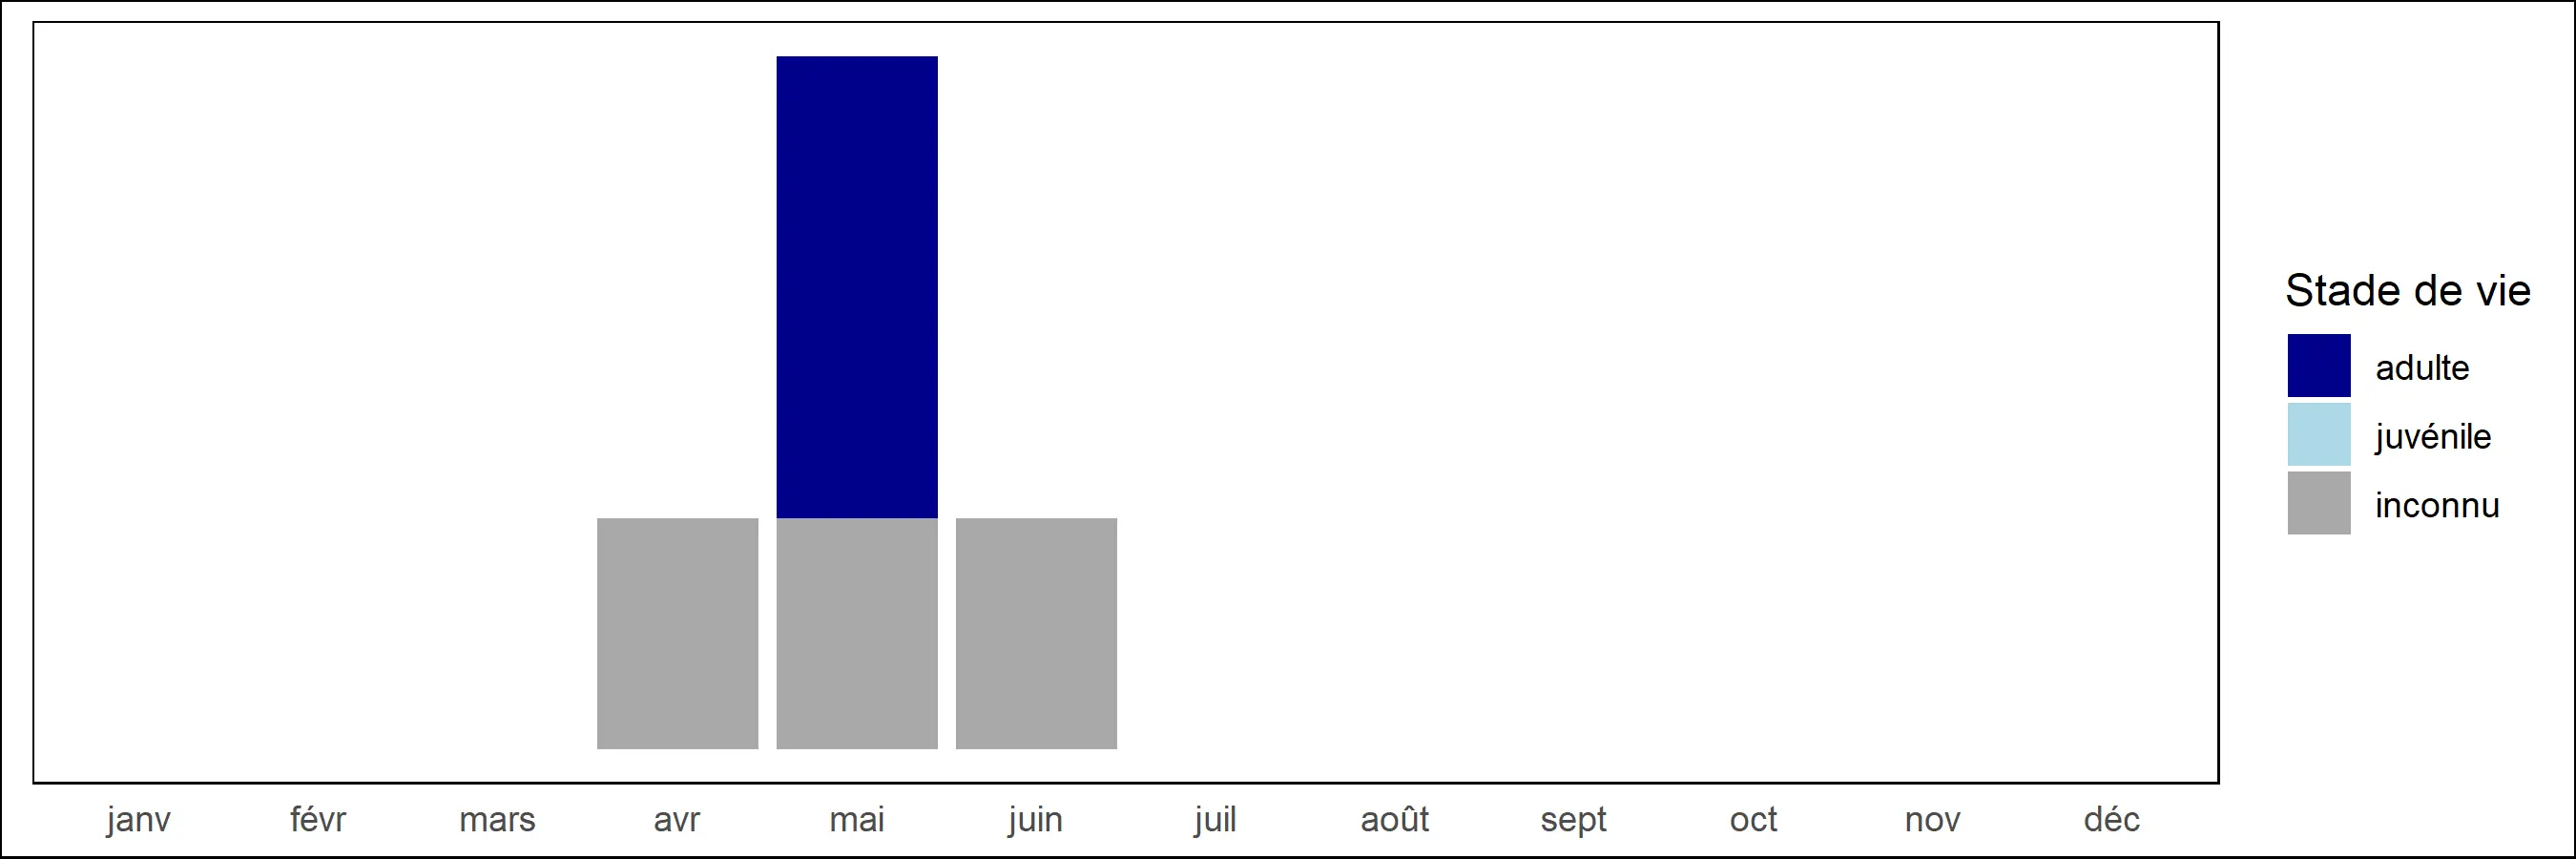 Stade de vie
adulte
juvénile
inconnu
janv févr mars avr mai juin juil août sept oct nov déc